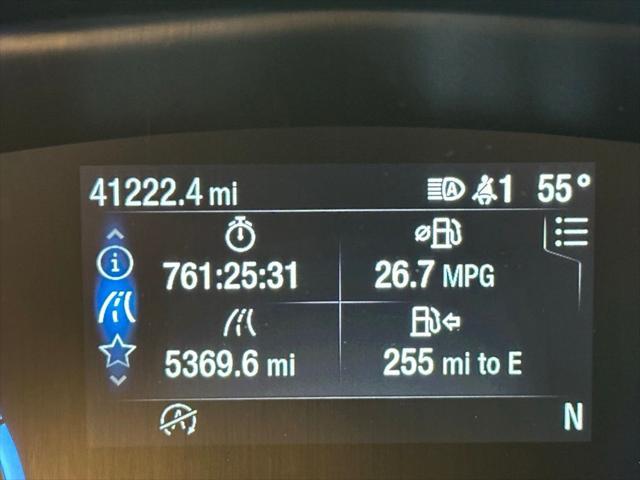 41222.4 mi A 1 55°
i
761:25:31 26.7 MPG
5369.6 mi 255 mi to E
A N